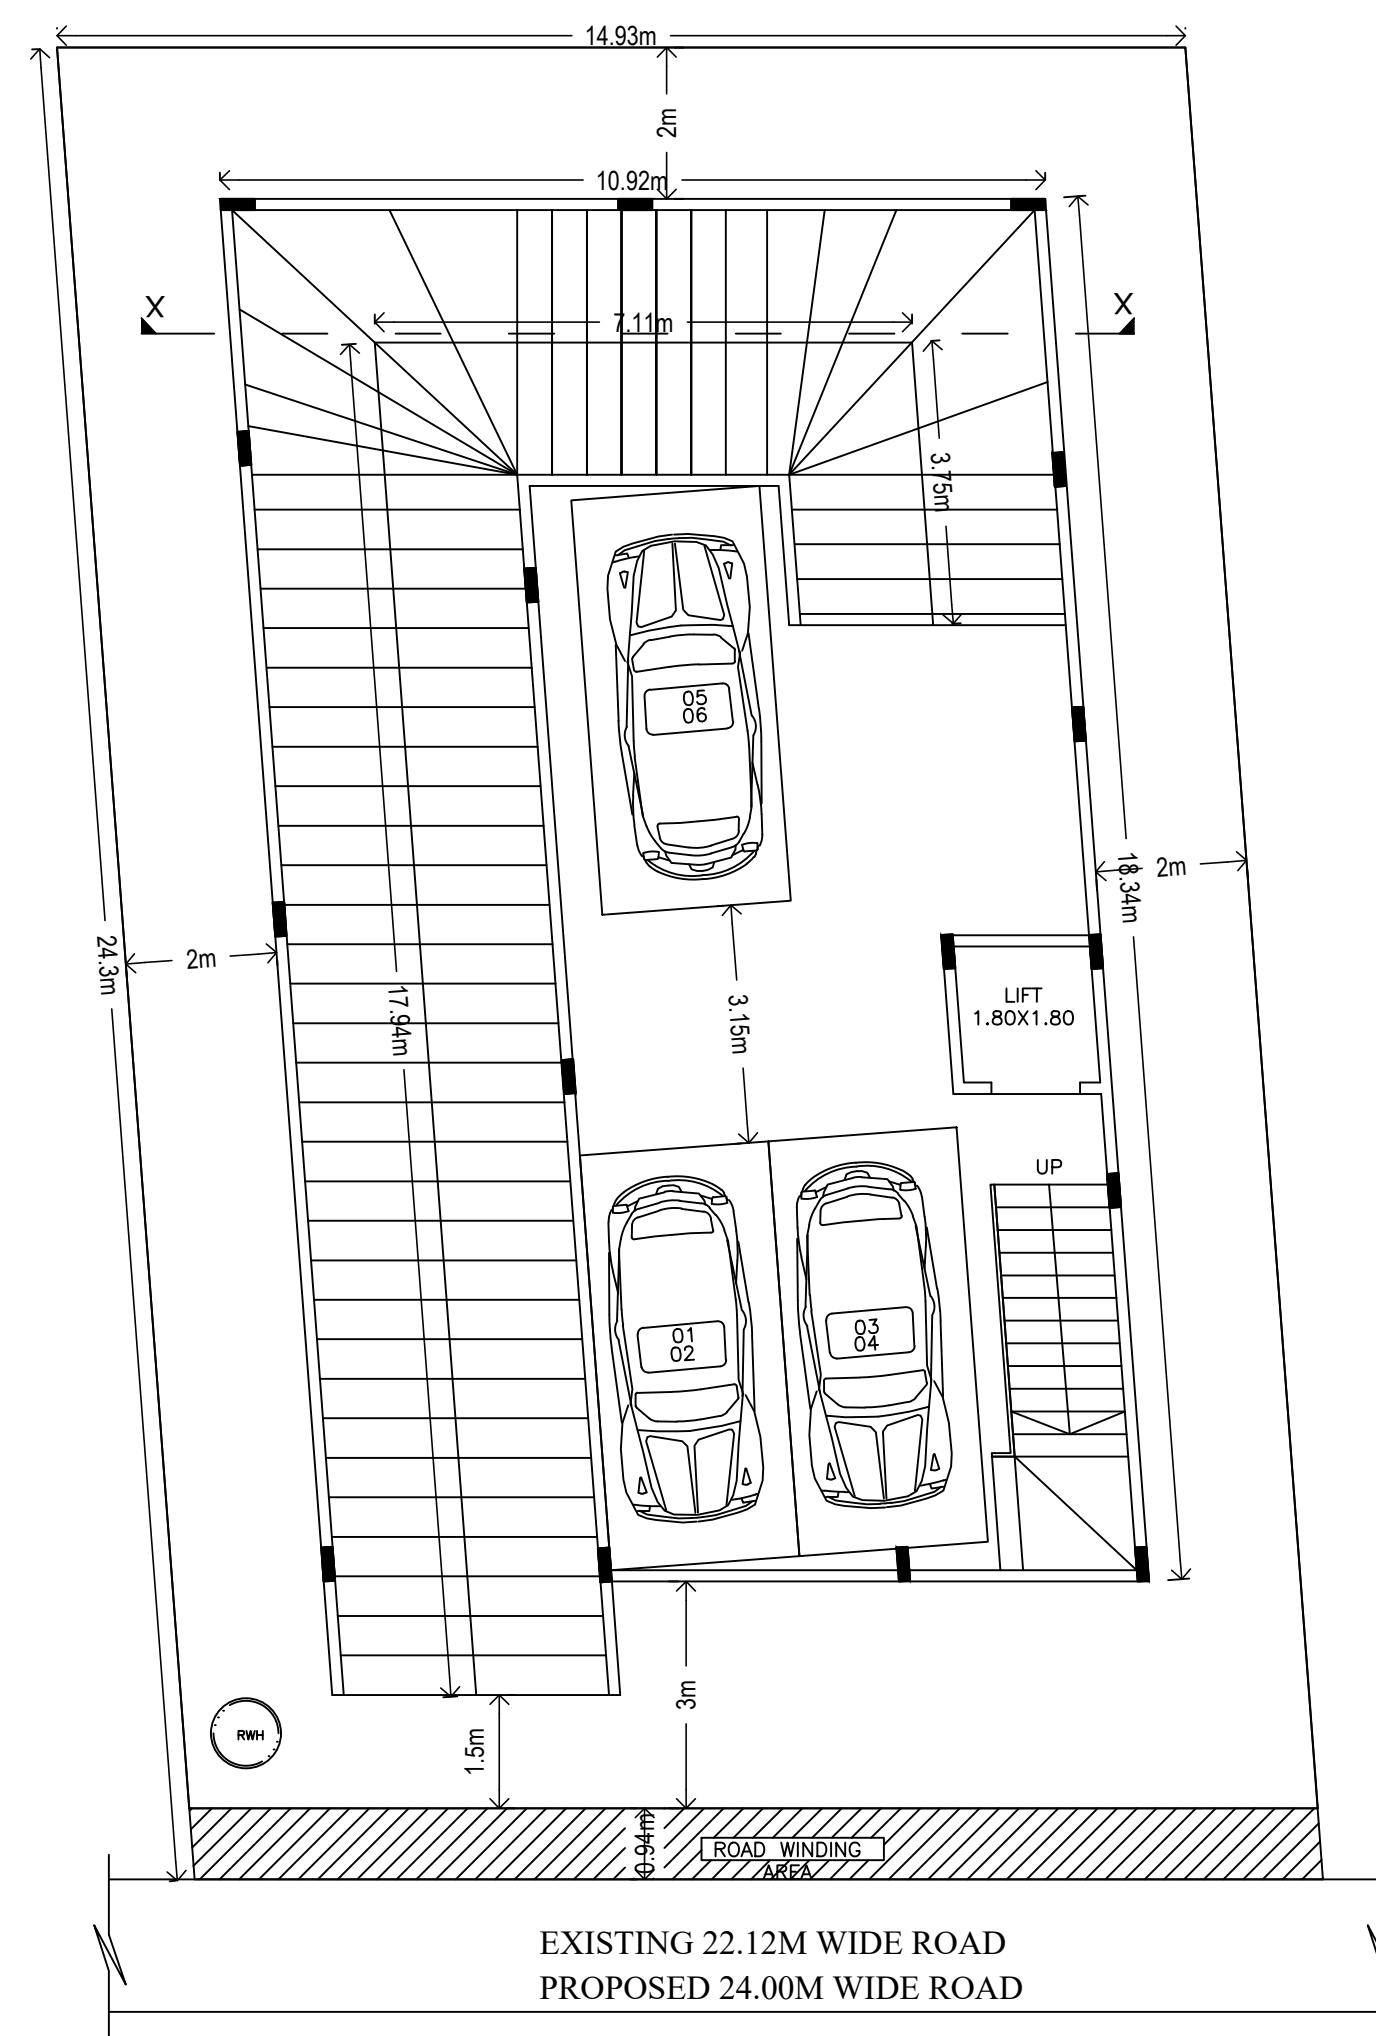 14.93m
2m
10.92m
X
X
7.11m
3.75m
05
06
18.34m
2m
24.3m
2m
17.94m
3.15m
LIFT
1.80X1.80
UP
01
02
03
04
3m
1.5m
RWH
0.94m
ROAD WINDING
AREA
EXISTING 22.12M WIDE ROAD
PROPOSED 24.00M WIDE ROAD